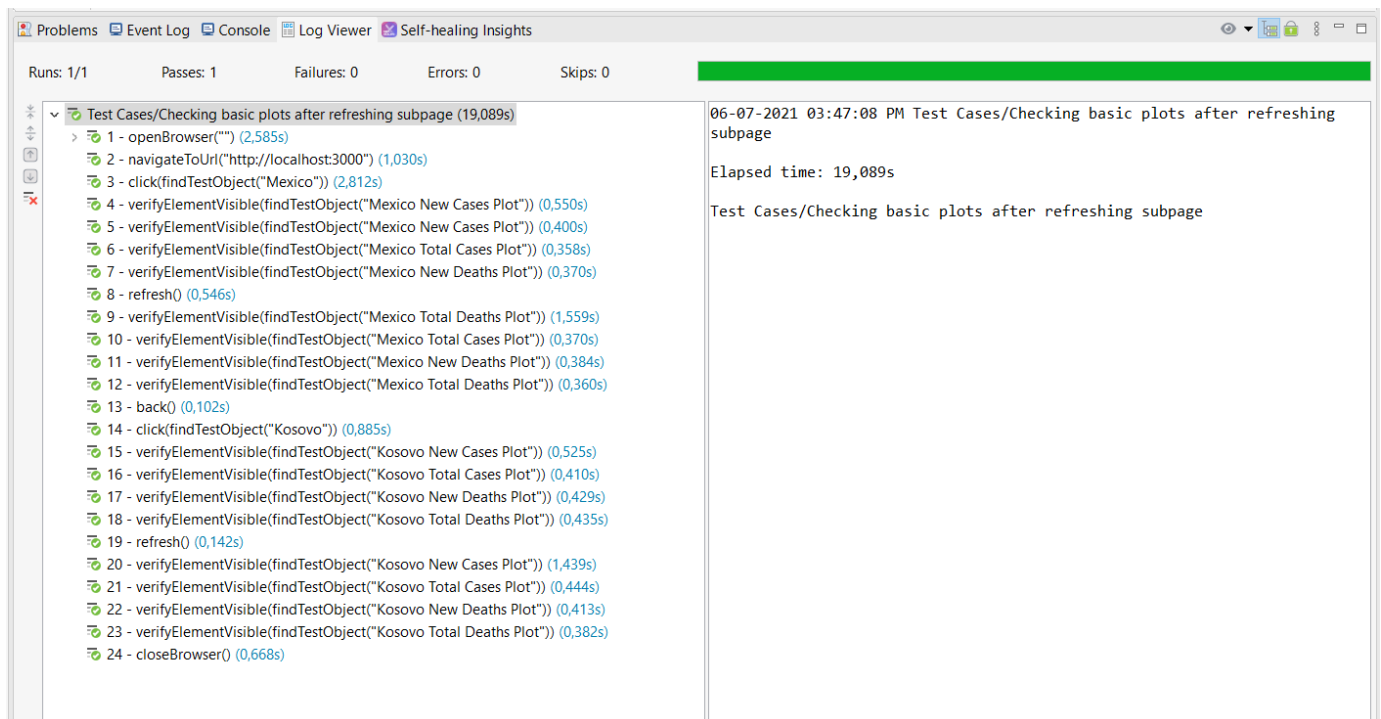 Problems Event Log Console Log Viewer Self-healing Insights
Runs: 1/1 Passes: 1 Failures: 0 Errors: 0 Skips: 0
Test Cases/Checking basic plots after refreshing subpage (19,089s)
1 - openBrowser("") (2,585s)
2 - navigateToUrl("http://localhost:3000") (1,030s)
3 - click(findTestObject("Mexico")) (2,812s)
4 - verifyElementVisible(findTestObject("Mexico New Cases Plot")) (0,550s)
5 - verifyElementVisible(findTestObject("Mexico New Cases Plot")) (0,400s)
6 - verifyElementVisible(findTestObject("Mexico Total Cases Plot")) (0,358s)
7 - verifyElementVisible(findTestObject("Mexico New Deaths Plot")) (0,370s)
8 - refresh() (0,546s)
9 - verifyElementVisible(findTestObject("Mexico Total Deaths Plot")) (1,559s)
10 - verifyElementVisible(findTestObject("Mexico Total Cases Plot")) (0,370s)
11 - verifyElementVisible(findTestObject("Mexico New Deaths Plot")) (0,384s)
12 - verifyElementVisible(findTestObject("Mexico Total Deaths Plot")) (0,360s)
13 - back() (0,102s)
14 - click(findTestObject("Kosovo")) (0,885s)
15 - verifyElementVisible(findTestObject("Kosovo New Cases Plot")) (0,525s)
16 - verifyElementVisible(findTestObject("Kosovo Total Cases Plot")) (0,410s)
17 - verifyElementVisible(findTestObject("Kosovo New Deaths Plot")) (0,429s)
18 - verifyElementVisible(findTestObject("Kosovo Total Deaths Plot")) (0,435s)
19 - refresh() (0,142s)
20 - verifyElementVisible(findTestObject("Kosovo New Cases Plot")) (1,439s)
21 - verifyElementVisible(findTestObject("Kosovo Total Cases Plot")) (0,444s)
22 - verifyElementVisible(findTestObject("Kosovo New Deaths Plot")) (0,413s)
23 - verifyElementVisible(findTestObject("Kosovo Total Deaths Plot")) (0,382s)
24 - closeBrowser() (0,668s)
06-07-2021 03:47:08 PM Test Cases/Checking basic plots after refreshing
subpage
Elapsed time: 19,089s
Test Cases/Checking basic plots after refreshing subpage